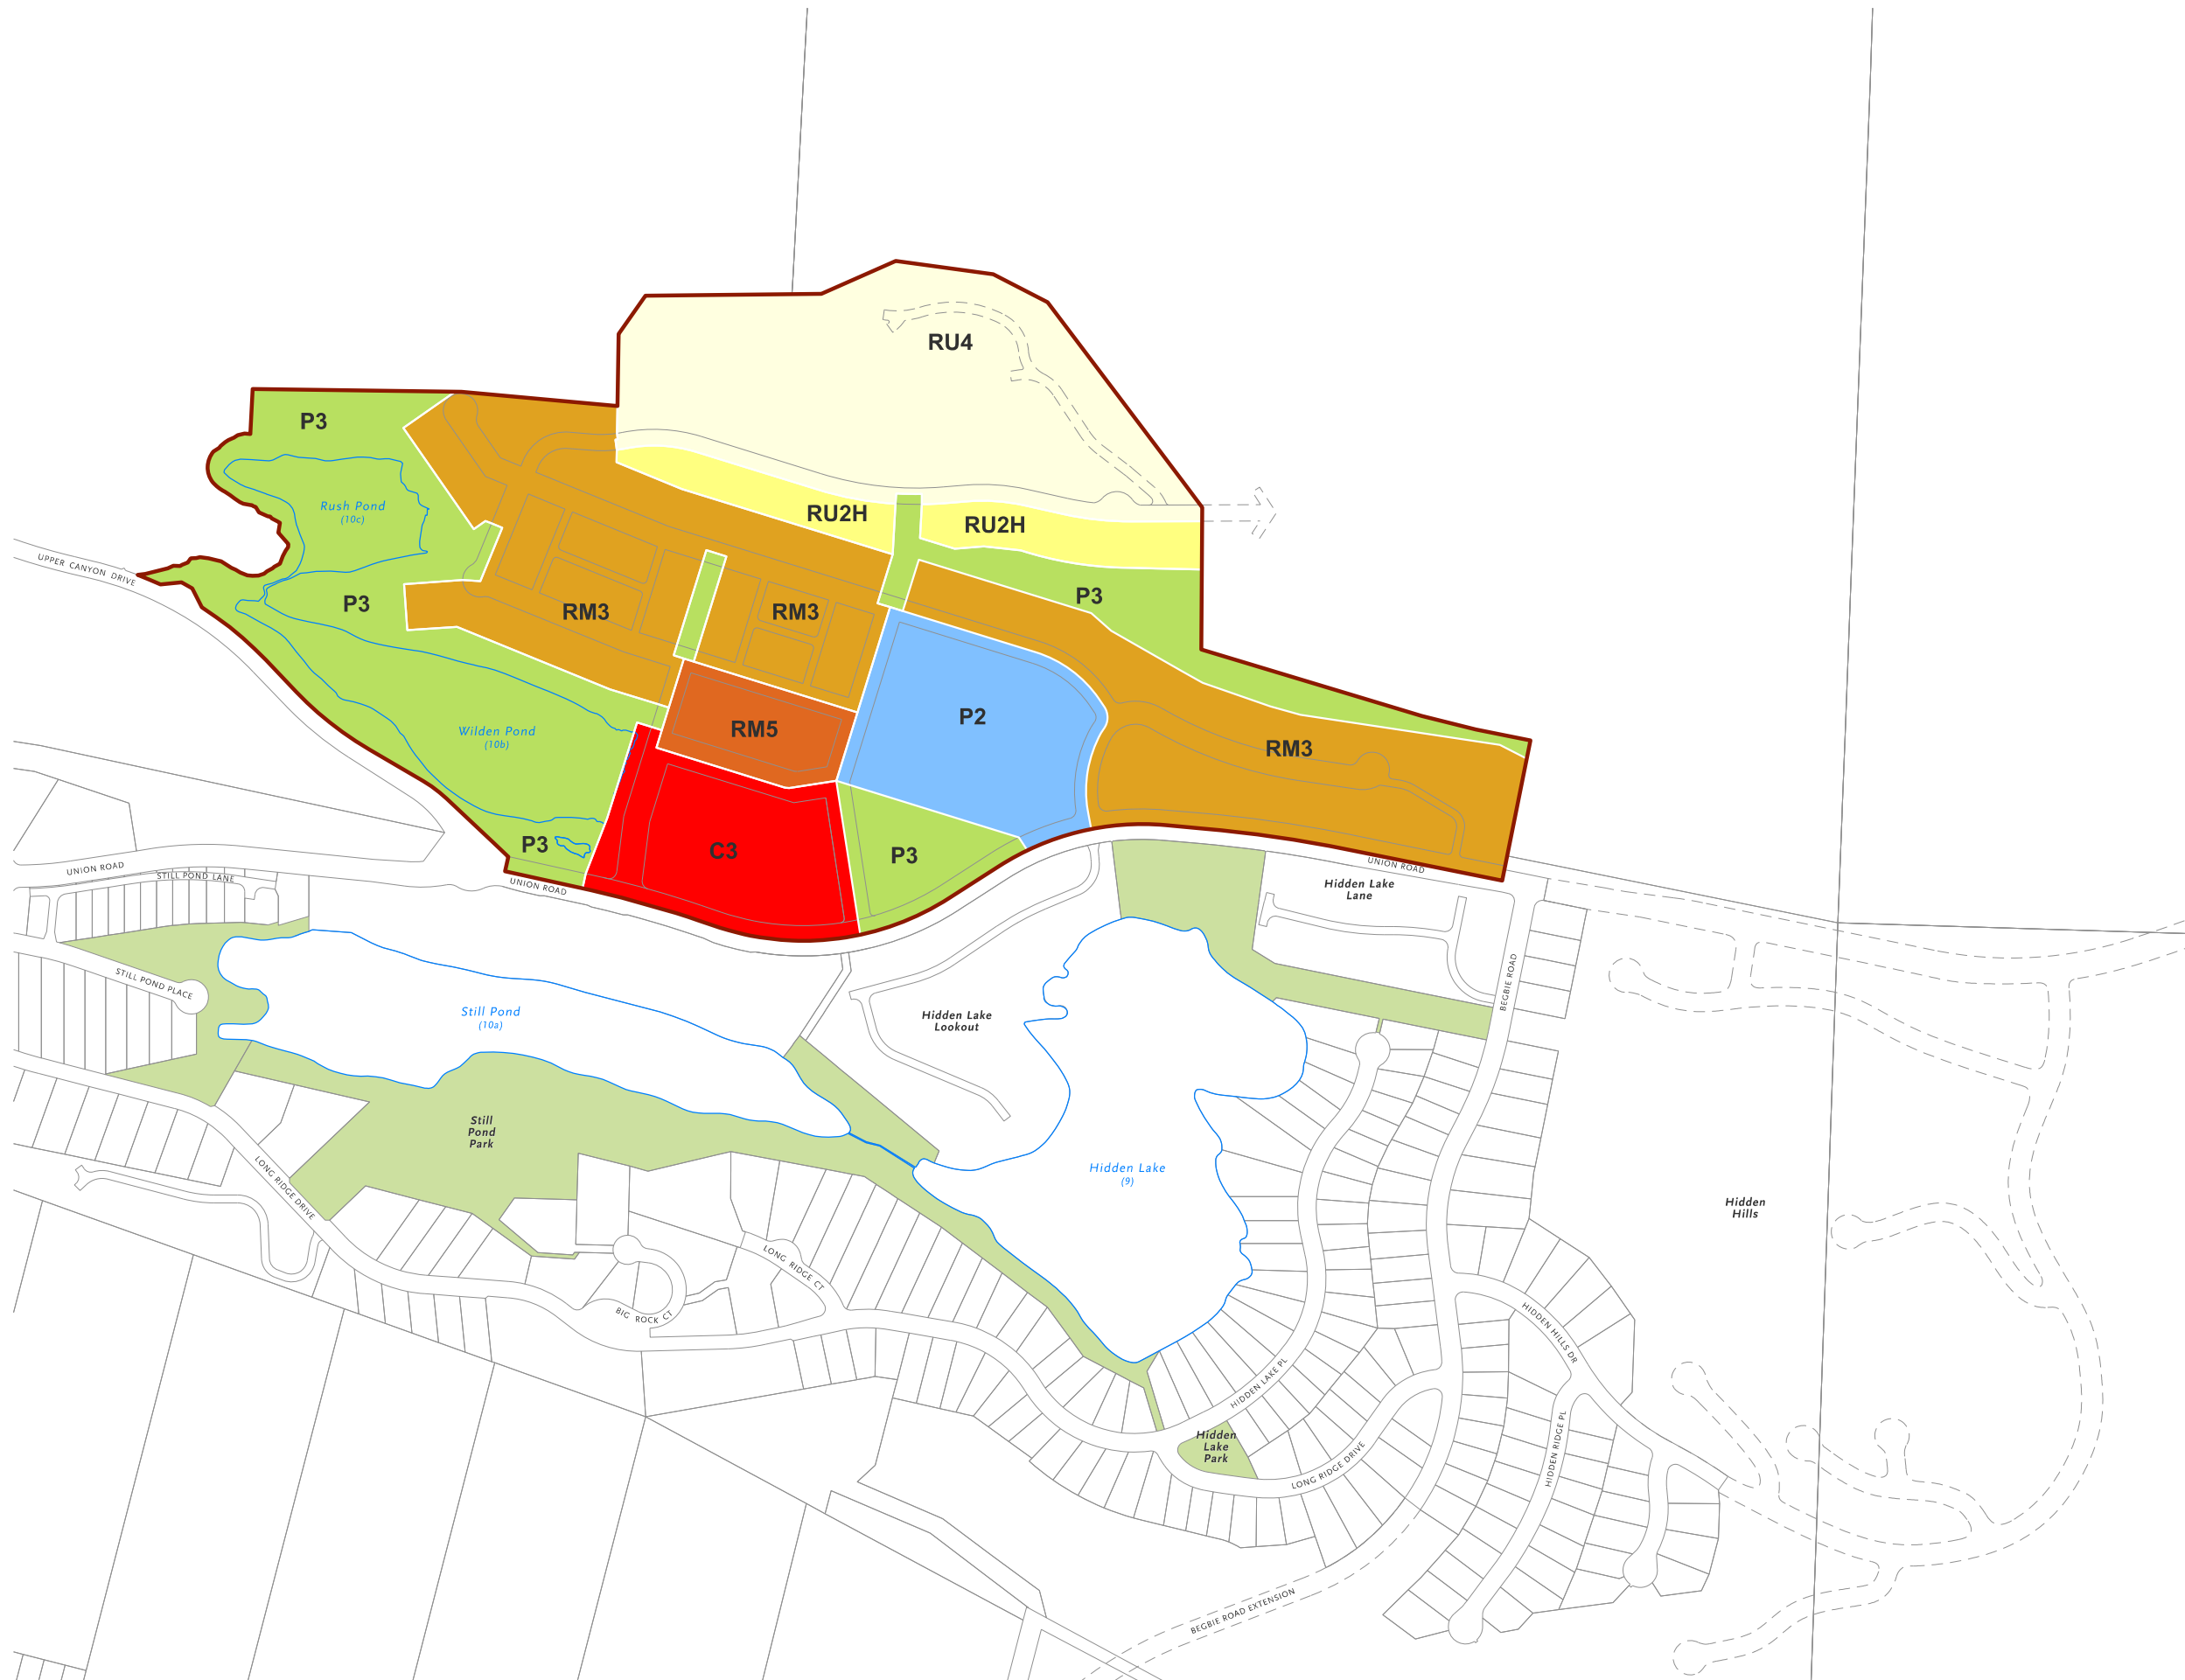 RU4
P3
RU2H
RU2H
Rush Pond
(10c)
UPPER CANYON DRIVE
P3
P3
RM3
RM3
P2
RM5
Wilden Pond
(10b)
RM3
P3
C3
P3
UNION ROAD
UNION ROAD
STILL POND LANE
UNION ROAD
Hidden Lake
Lane
STILL POND PLACE
BEGBIE ROAD
Still Pond
(10a)
Hidden Lake
Lookout
Still
Pond
Park
Hidden Lake
(9)
LONG RIDGE DRIVE
Hidden
Hills
LONG RIDGE CT
BIG ROCK CT
HIDDEN HILLS DR
HIDDEN LAKE PL
Hidden
Lake
Park
LONG RIDGE DRIVE
HIDDEN RIDGE PL
BEGBIE ROAD EXTENSION